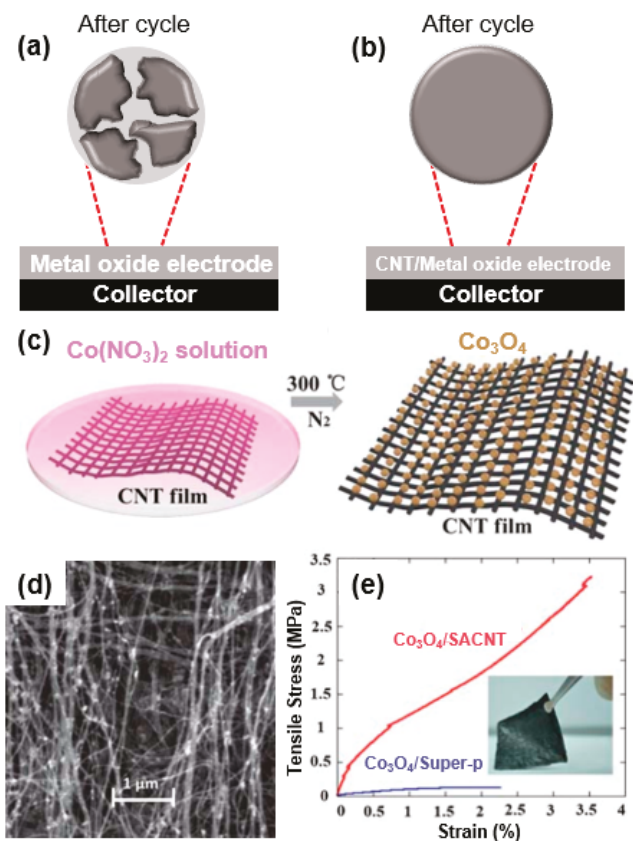 (a)
After cycle
Metal oxide electrode
Collector
(b)
After cycle
CNT/Metal oxide electrode
Collector
(c)
Co(NO₃)₂ solution
CNT film
300 ℃
N₂
Co₃O₄
CNT film
(d)
1 μm
(e)
Tensile Stress (MPa)
3.5
3
2.5
2
1.5
1
0.5
0
Co₃O₄/SACNT
Co₃O₄/Super-p
0 0.5 1 1.5 2 2.5 3 3.5 4
Strain (%)